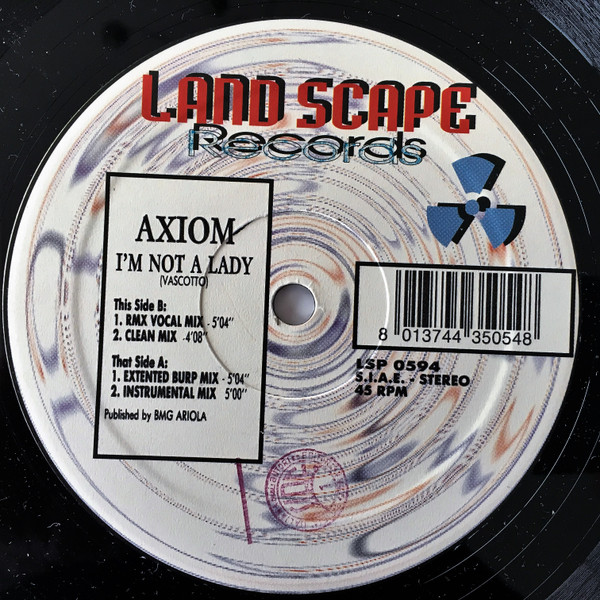 LAND SCAPE
Records
AXIOM
I'M NOT A LADY
(VASCOTTO)
This Side B:
1. RMX VOCAL MIX - 5'04"
2. CLEAN MIX -4'08"
That Side A:
1. EXTENTED BURP MIX - 5'04"
2. INSTRUMENTAL MIX 5'00"
Published by BMG ARIOLA
8 013744 350548
LSP 0594
S.I.A.E. - STEREO
45 RPM